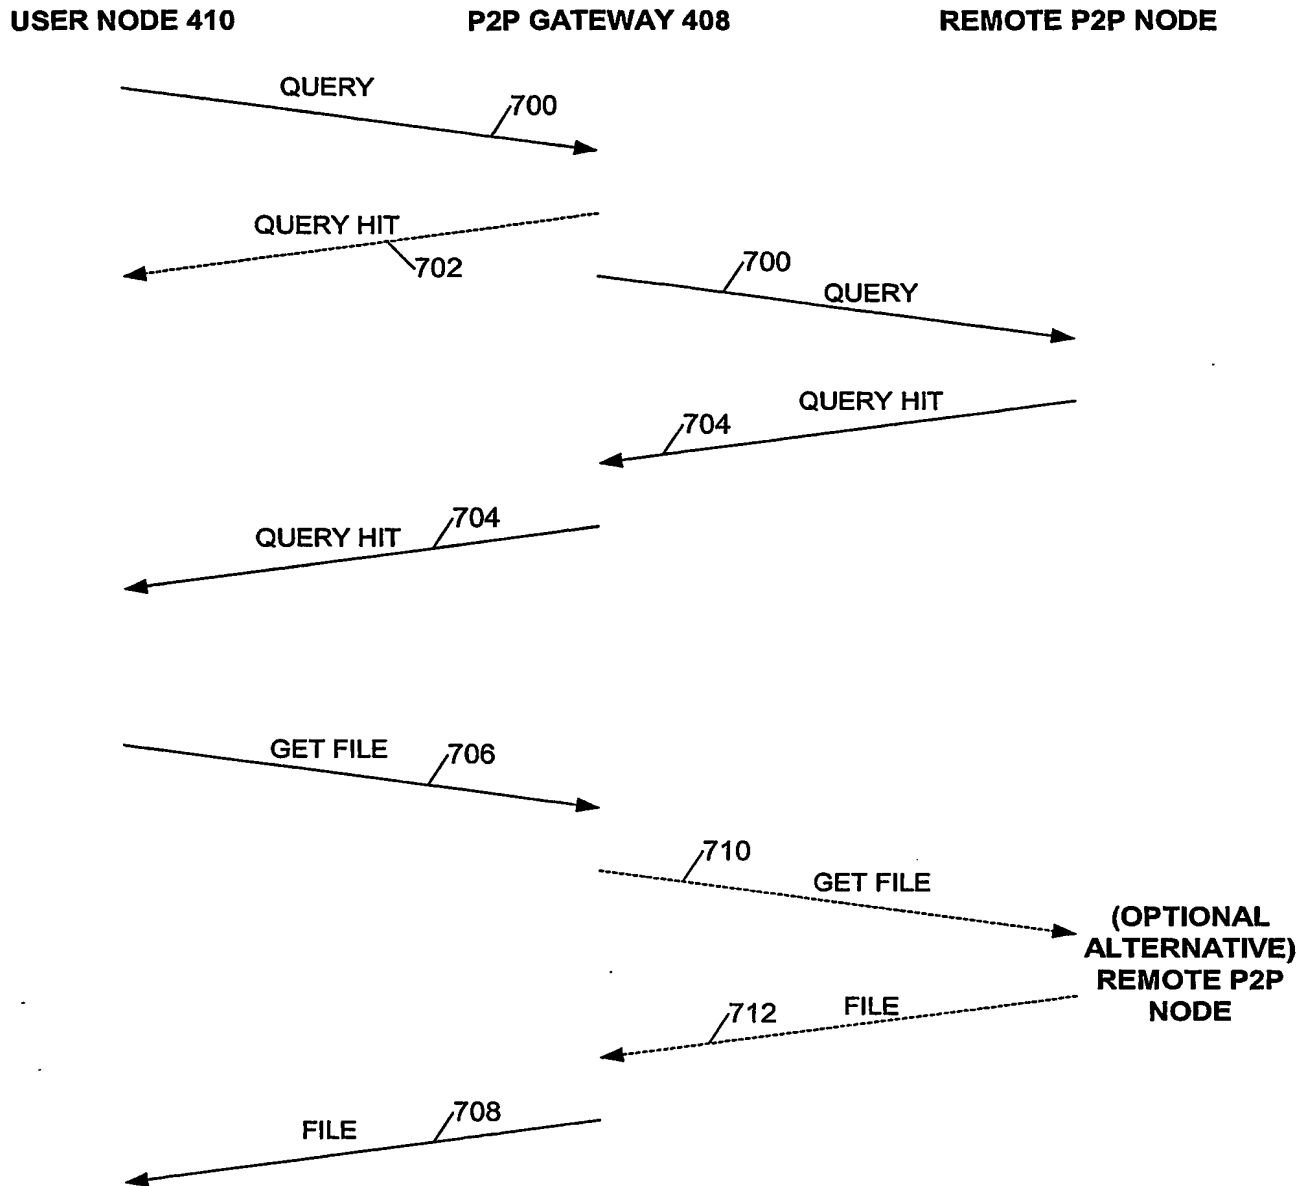 USER NODE 410
P2P GATEWAY 408
REMOTE P2P NODE
QUERY
700
QUERY HIT
702
700
QUERY
QUERY HIT
704
704
QUERY HIT
GET FILE
706
710
GET FILE
(OPTIONAL
ALTERNATIVE)
REMOTE P2P
NODE
712
FILE
708
FILE